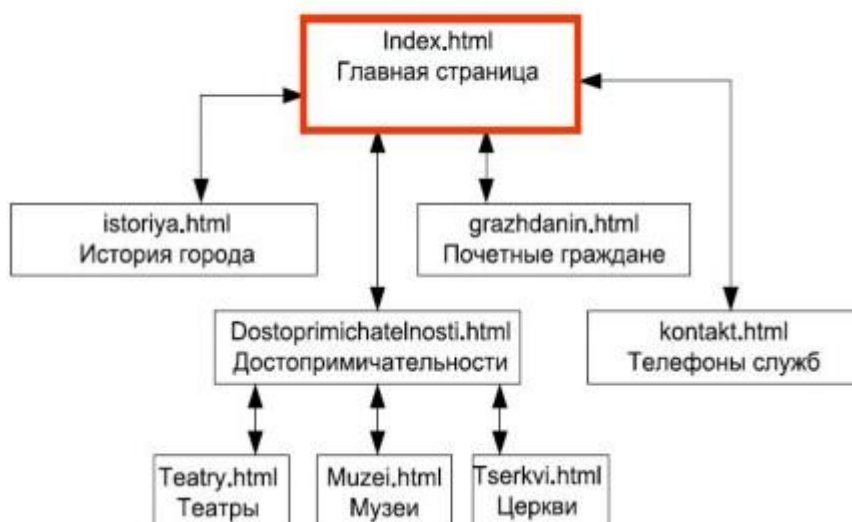 Index.html
Главная страница
istoriya.html
История города
grazhdanin.html
Почетные граждане
Dostoprimichatelnosti.html
Достопримичательности
kontakt.html
Телефоны служб
Teatry.html
Театры
Muzei.html
Музеи
Tserkvi.html
Церкви